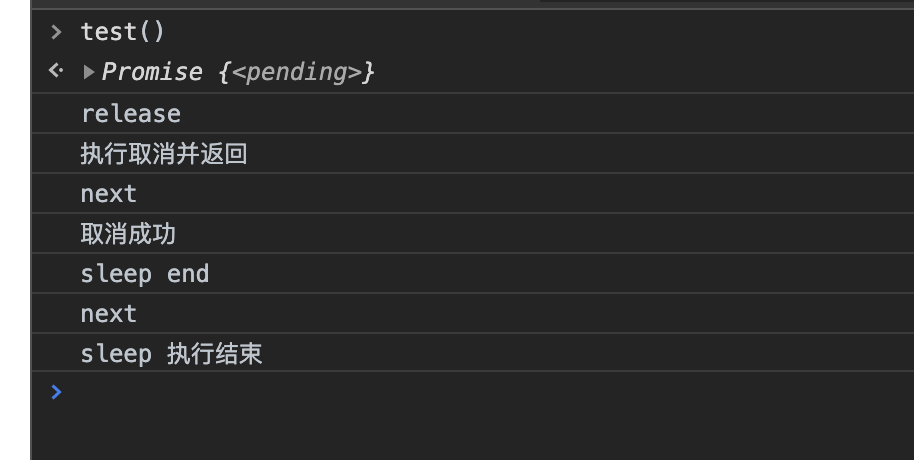 test()
Promise {<pending>}
release
执行取消并返回
next
取消成功
sleep end
next
sleep 执行结束